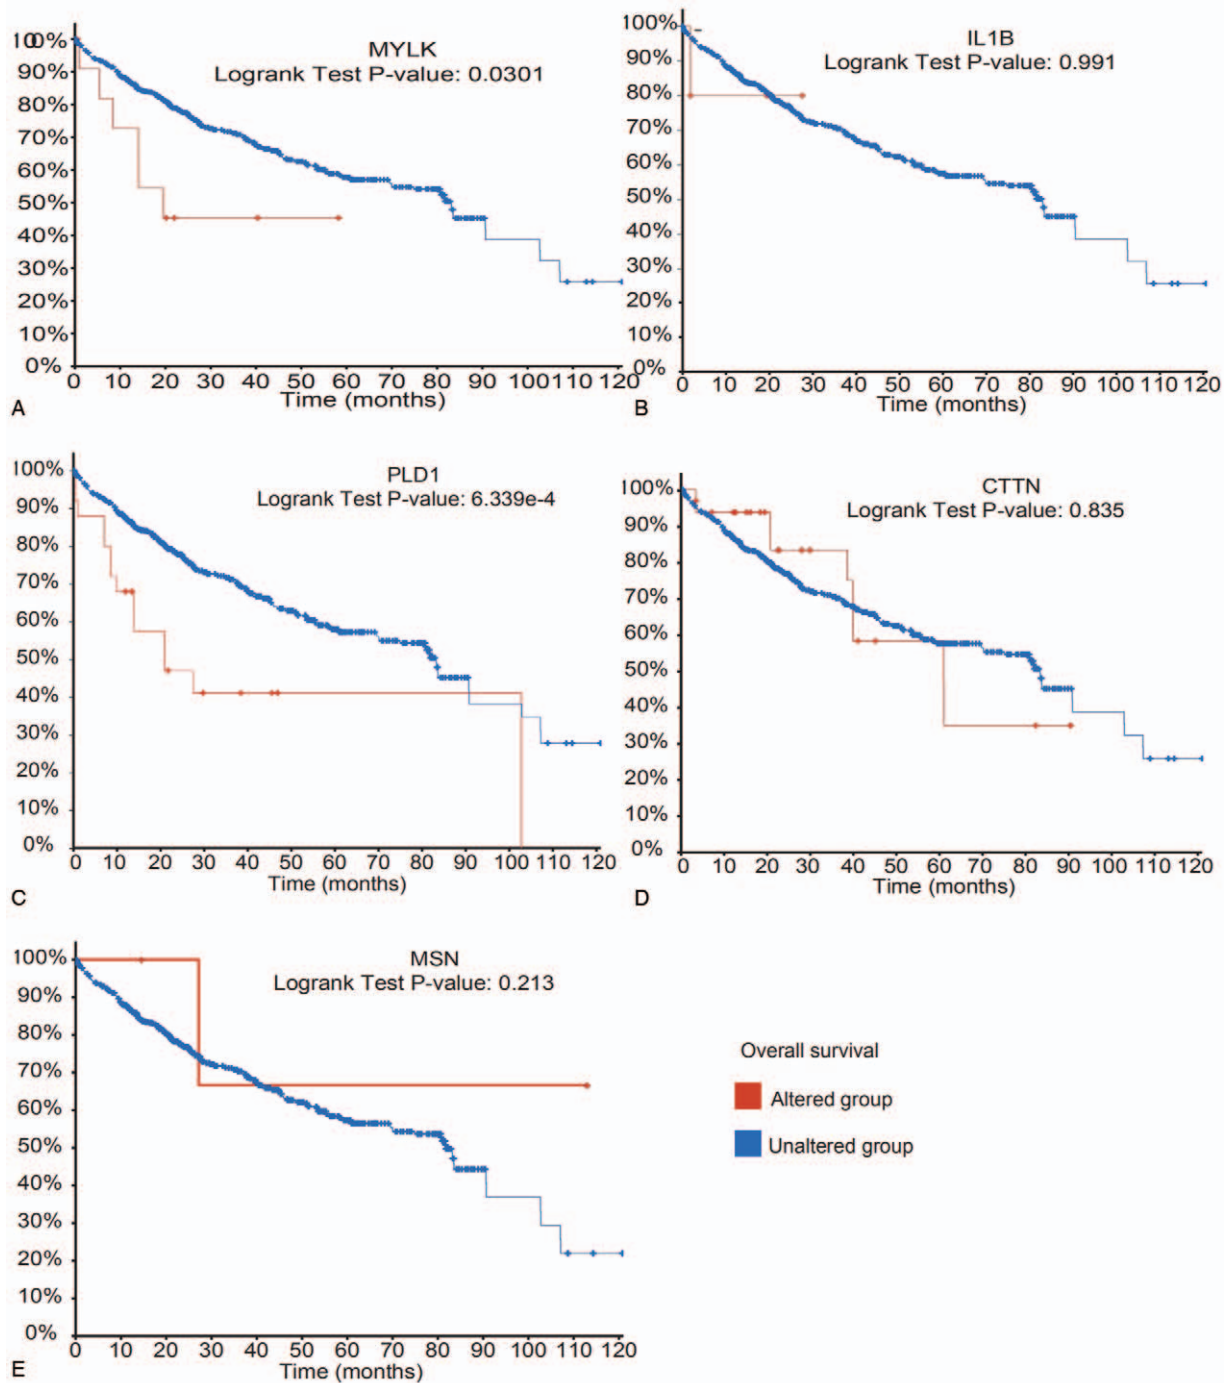 MYLK
Logrank Test P-value: 0.0301
100%
90%
80%
70%
60%
50%
40%
30%
20%
10%
0%
0 10 20 30 40 50 60 70 80 90 100 110 120
Time (months)
A
IL1B
Logrank Test P-value: 0.991
100%
90%
80%
70%
60%
50%
40%
30%
20%
10%
0%
0 10 20 30 40 50 60 70 80 90 100 110 120
Time (months)
B
PLD1
Logrank Test P-value: 6.339e-4
100%
90%
80%
70%
60%
50%
40%
30%
20%
10%
0%
0 10 20 30 40 50 60 70 80 90 100 110 120
Time (months)
C
CTTN
Logrank Test P-value: 0.835
100%
90%
80%
70%
60%
50%
40%
30%
20%
10%
0%
0 10 20 30 40 50 60 70 80 90 100 110 120
Time (months)
D
MSN
Logrank Test P-value: 0.213
100%
90%
80%
70%
60%
50%
40%
30%
20%
10%
0%
0 10 20 30 40 50 60 70 80 90 100 110 120
Time (months)
E
Overall survival
Altered group
Unaltered group